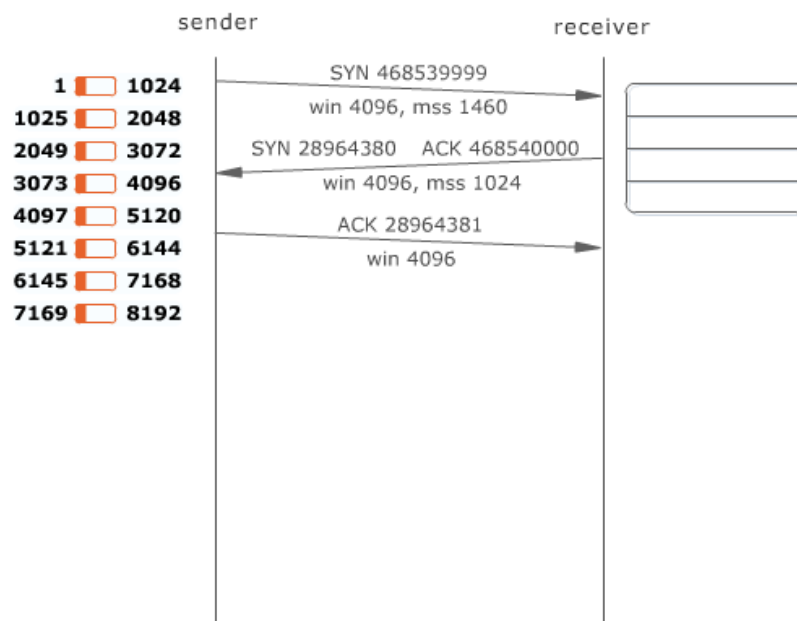 sender
receiver
SYN 468539999
win 4096, mss 1460
1 1024
1025 2048
SYN 28964380 ACK 468540000
2049 3072
win 4096, mss 1024
3073 4096
4097 5120
ACK 28964381
5121 6144
win 4096
6145 7168
7169 8192